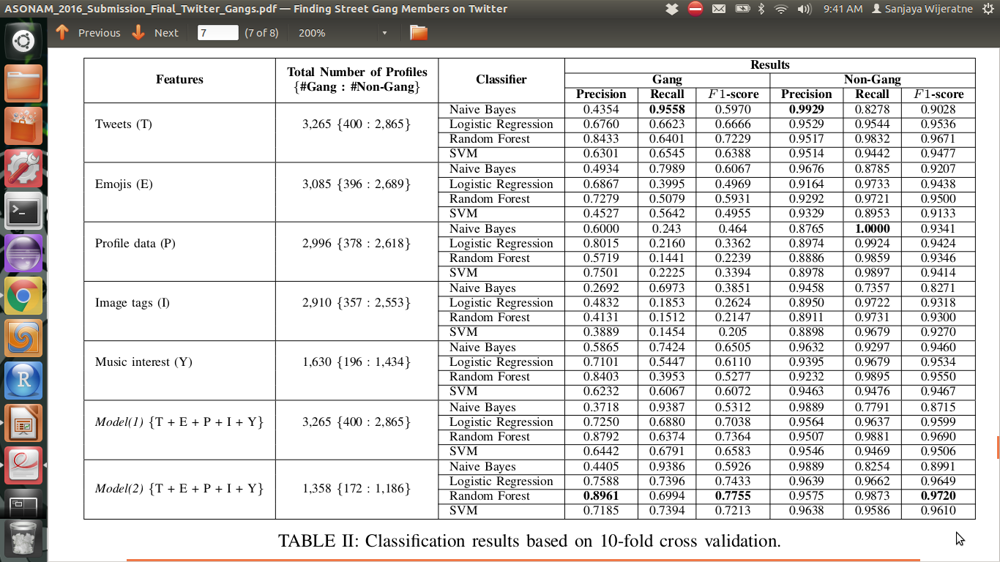 ASONAM_2016_Submission_Final_Twitter_Gangs.pdf — Finding Street Gang Members on Twitter 9:41 AM Sanjaya Wijeratne
Previous Next 7 (7 of 8) 200%
Features Total Number of Profiles {#Gang : #Non-Gang} Classifier Results
Gang Non-Gang
Precision Recall F1-score Precision Recall F1-score
Tweets (T) 3,265 {400 : 2,865}
Naive Bayes 0.4354 0.9558 0.5970 0.9929 0.8278 0.9028
Logistic Regression 0.6760 0.6623 0.6666 0.9529 0.9544 0.9536
Random Forest 0.8433 0.6401 0.7229 0.9517 0.9832 0.9671
SVM 0.6301 0.6545 0.6388 0.9514 0.9442 0.9477
Emojis (E) 3,085 {396 : 2,689}
Naive Bayes 0.4934 0.7989 0.6067 0.9676 0.8785 0.9207
Logistic Regression 0.6867 0.3995 0.4969 0.9164 0.9733 0.9438
Random Forest 0.7279 0.5079 0.5931 0.9292 0.9721 0.9500
SVM 0.4527 0.5642 0.4955 0.9329 0.8953 0.9133
Profile data (P) 2,996 {378 : 2,618}
Naive Bayes 0.6000 0.243 0.464 0.8765 1.0000 0.9341
Logistic Regression 0.8015 0.2160 0.3362 0.8974 0.9924 0.9424
Random Forest 0.5719 0.1441 0.2239 0.8886 0.9859 0.9346
SVM 0.7501 0.2225 0.3394 0.8978 0.9897 0.9414
Image tags (I) 2,910 {357 : 2,553}
Naive Bayes 0.2692 0.6973 0.3851 0.9458 0.7357 0.8271
Logistic Regression 0.4832 0.1853 0.2624 0.8950 0.9722 0.9318
Random Forest 0.4131 0.1512 0.2147 0.8911 0.9731 0.9300
SVM 0.3889 0.1454 0.205 0.8898 0.9679 0.9270
Music interest (Y) 1,630 {196 : 1,434}
Naive Bayes 0.5865 0.7424 0.6505 0.9632 0.9297 0.9460
Logistic Regression 0.7101 0.5447 0.6110 0.9395 0.9679 0.9534
Random Forest 0.8403 0.3953 0.5277 0.9232 0.9895 0.9550
SVM 0.6232 0.6067 0.6072 0.9463 0.9476 0.9467
Model(1) {T + E + P + I + Y} 3,265 {400 : 2,865}
Naive Bayes 0.3718 0.9387 0.5312 0.9889 0.7791 0.8715
Logistic Regression 0.7250 0.6880 0.7038 0.9564 0.9637 0.9599
Random Forest 0.8792 0.6374 0.7364 0.9507 0.9881 0.9690
SVM 0.6442 0.6791 0.6583 0.9546 0.9469 0.9506
Model(2) {T + E + P + I + Y} 1,358 {172 : 1,186}
Naive Bayes 0.4405 0.9386 0.5926 0.9889 0.8254 0.8991
Logistic Regression 0.7588 0.7396 0.7433 0.9639 0.9662 0.9649
Random Forest 0.8961 0.6994 0.7755 0.9575 0.9873 0.9720
SVM 0.7185 0.7394 0.7213 0.9638 0.9586 0.9610
TABLE II: Classification results based on 10-fold cross validation.